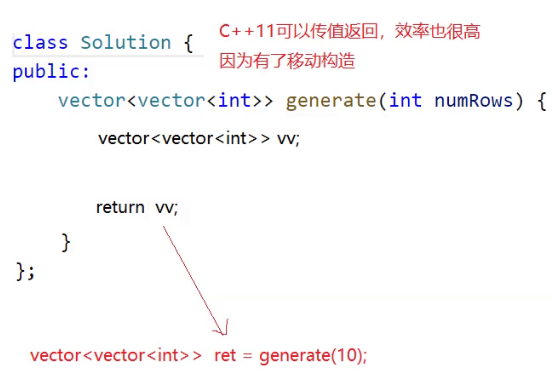 class Solution {
C++11可以传值返回，效率也很高
因为有了移动构造
public:
vector<vector<int>> generate(int numRows) {
vector<vector<int>> vv;
return vv;
}
};
vector<vector<int>> ret = generate(10);